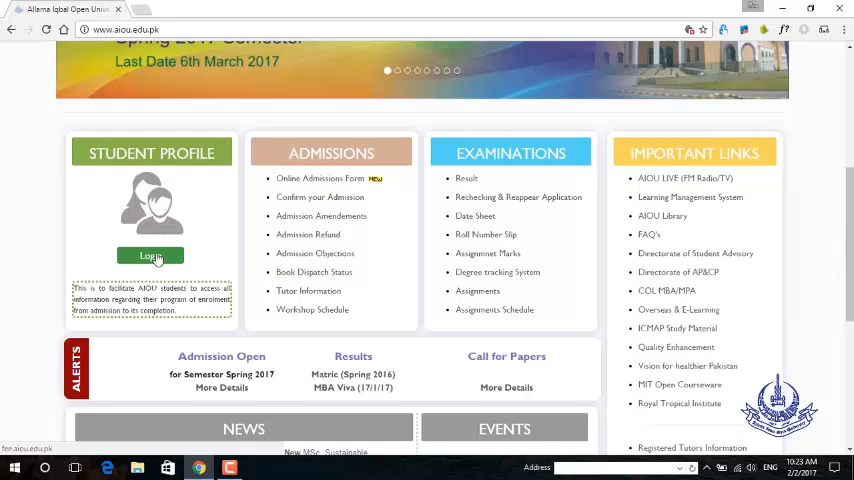 Allama Iqbal Open Unive
www.aiou.edu.pk
Spring 2017 Semester
Last Date 6th March 2017
STUDENT PROFILE
Login
This is to facilitate AIOU students to access all
information regarding their program of enrolment
from admission to its completion.
ADMISSIONS
Online Admissions Form NEW
Confirm your Admission
Admission Amendements
Admission Refund
Admission Objections
Book Dispatch Status
Tutor Information
Workshop Schedule
EXAMINATIONS
Result
Rechecking & Reappear Application
Date Sheet
Roll Number Slip
Assignmnet Marks
Degree tracking System
Assignments
Assignments Schedule
IMPORTANT LINKS
AIOU LIVE (FM Radio/TV)
Learning Management System
AIOU Library
FAQ's
Directorate of Student Advisory
Directorate of AP&CP
COL MBA/MPA
Overseas & E-Learning
ICMAP Study Material
Quality Enhancement
Vision for healthier Pakistan
MIT Open Courseware
Royal Tropical Institute
Registered Tutors Information
ALERTS
Admission Open
for Semester Spring 2017
More Details
Results
Matric (Spring 2016)
MBA Viva (17/1/17)
Call for Papers
More Details
NEWS
New MSc. Sustainable
EVENTS
fee.aiou.edu.pk
Address
ENG
10:23 AM
2/2/2017